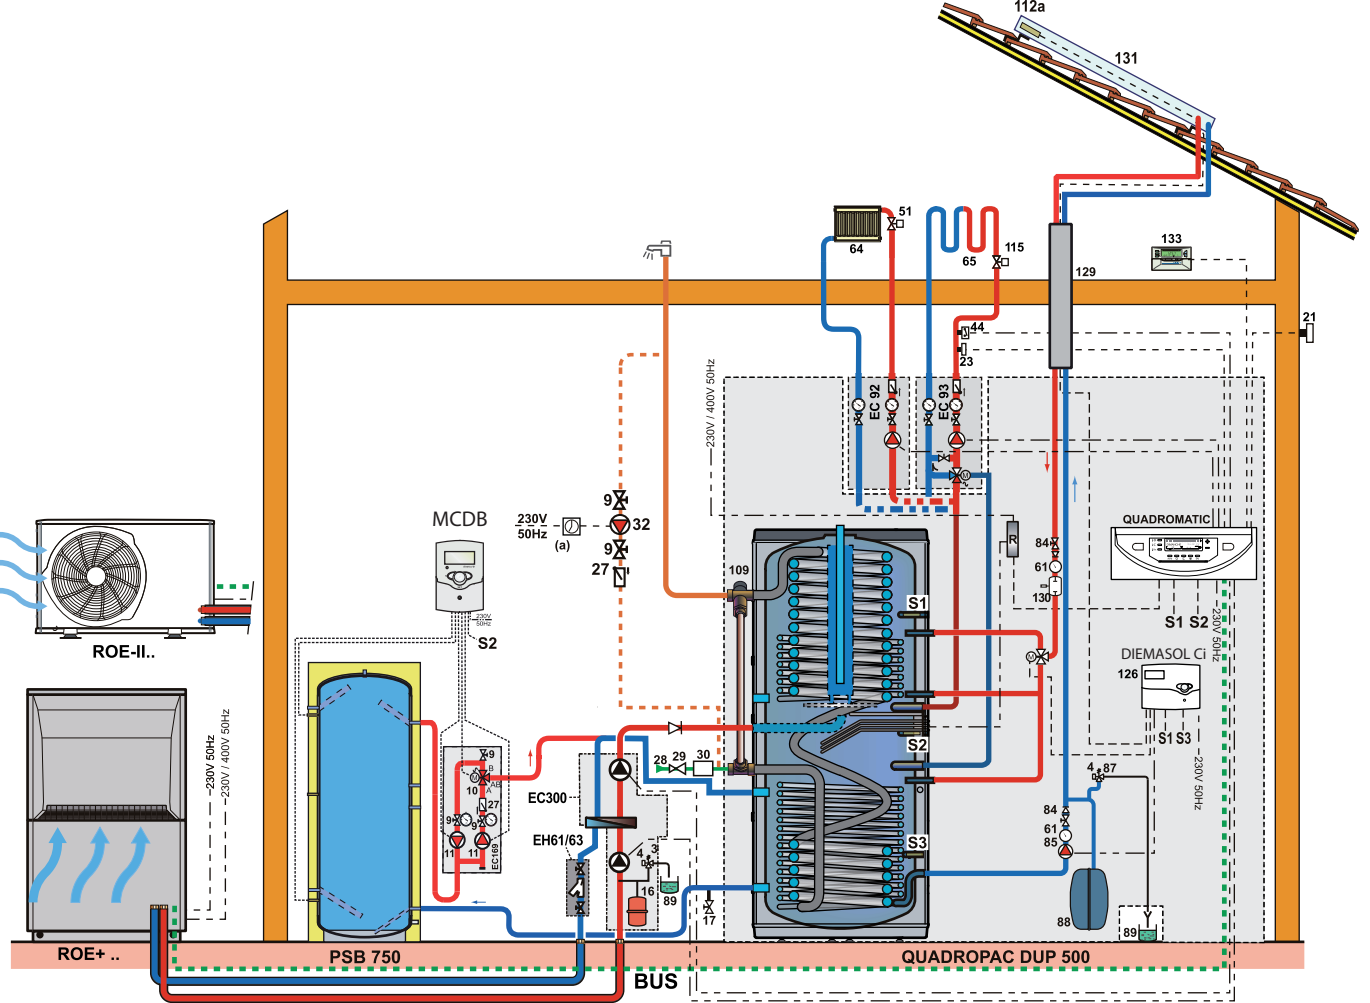 112a
131
133
51
64
65
115
129
21
44
23
230V / 400V 50Hz
EC 92
EC 93
M
9
32
230V
50Hz
(a)
9
27
MCDB
230V
50Hz
S2
109
R
QUADROMATIC
84
61
130
S1
S1 S2
230V 50Hz
M
DIEMASOL Ci
126
S1 S3
230V 50Hz
ROE-II..
S2
28 29 30
9
B
M
AB
10 A
27
9
9
11
11
EC169
EC300
EH61/63
4 3
16
89
17
4 87
84
61
85
S3
88
89
230V 50Hz
230V / 400V 50Hz
ROE+ ..
PSB 750
QUADROPAC DUP 500
BUS